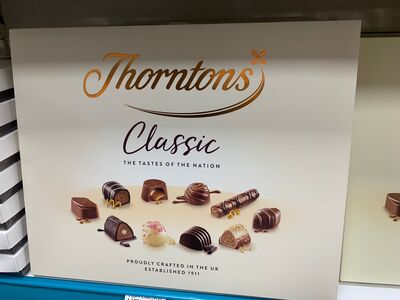 Thorntons
Classic
THE TASTES OF THE NATION
PROUDLY CRAFTED IN THE UK
ESTABLISHED 1911